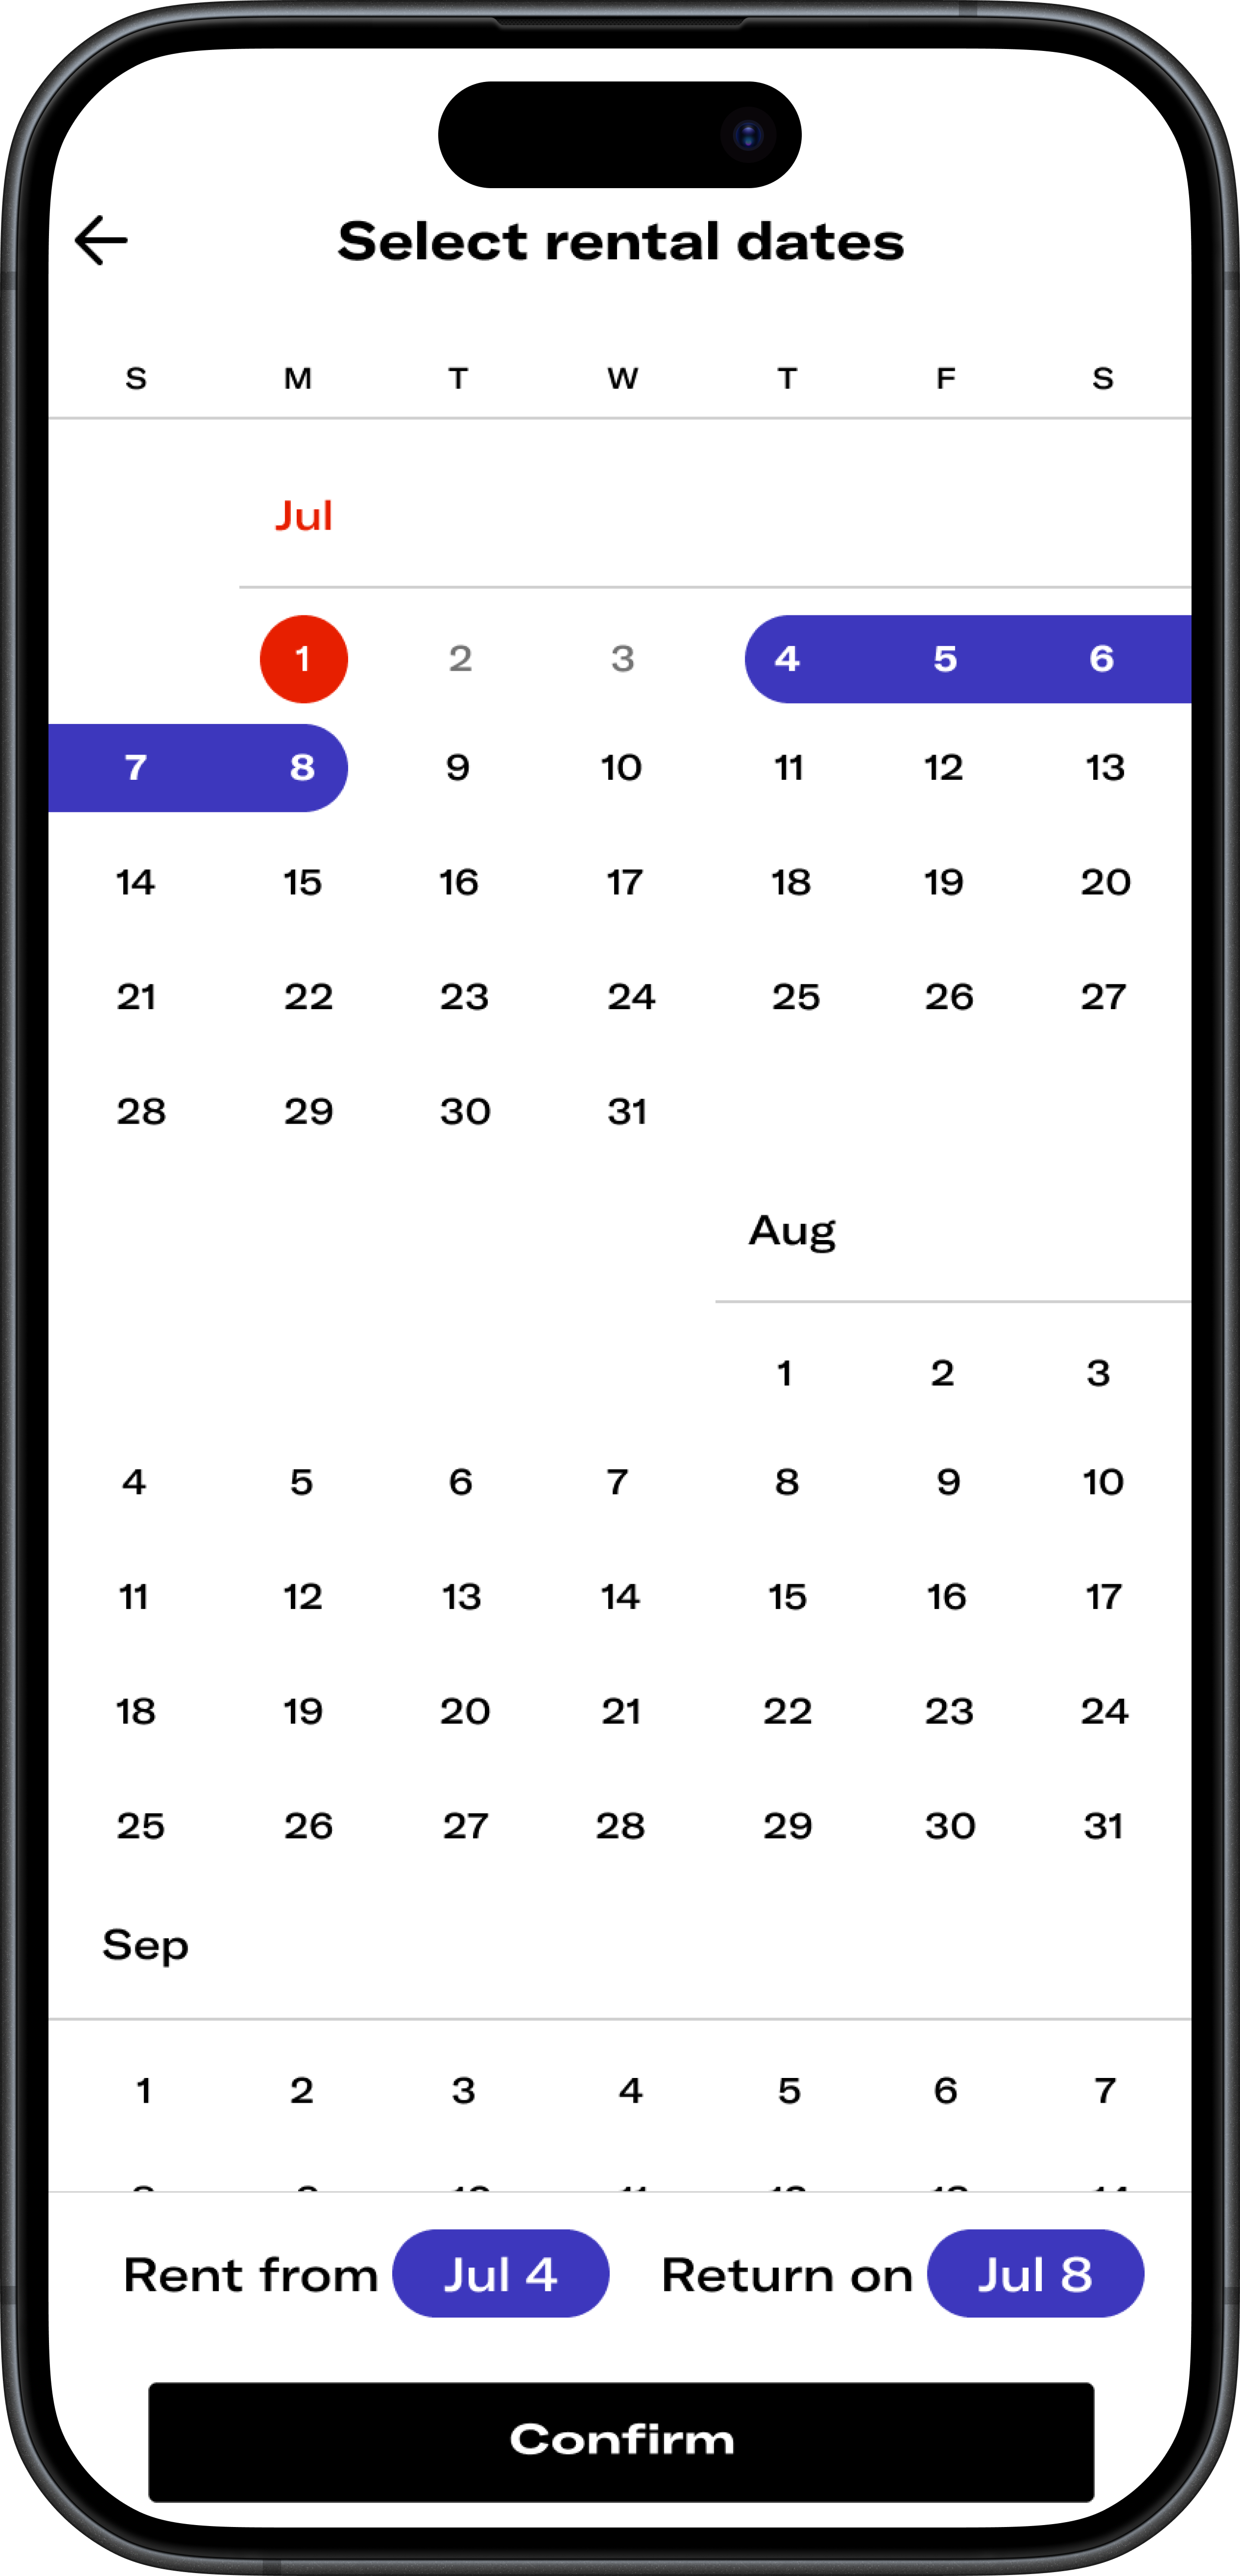 Select rental dates
S M T W T F S
Jul
1 2 3 4 5 6
7 8 9 10 11 12 13
14 15 16 17 18 19 20
21 22 23 24 25 26 27
28 29 30 31
Aug
1 2 3
4 5 6 7 8 9 10
11 12 13 14 15 16 17
18 19 20 21 22 23 24
25 26 27 28 29 30 31
Sep
1 2 3 4 5 6 7
Rent from Jul 4 Return on Jul 8
Confirm